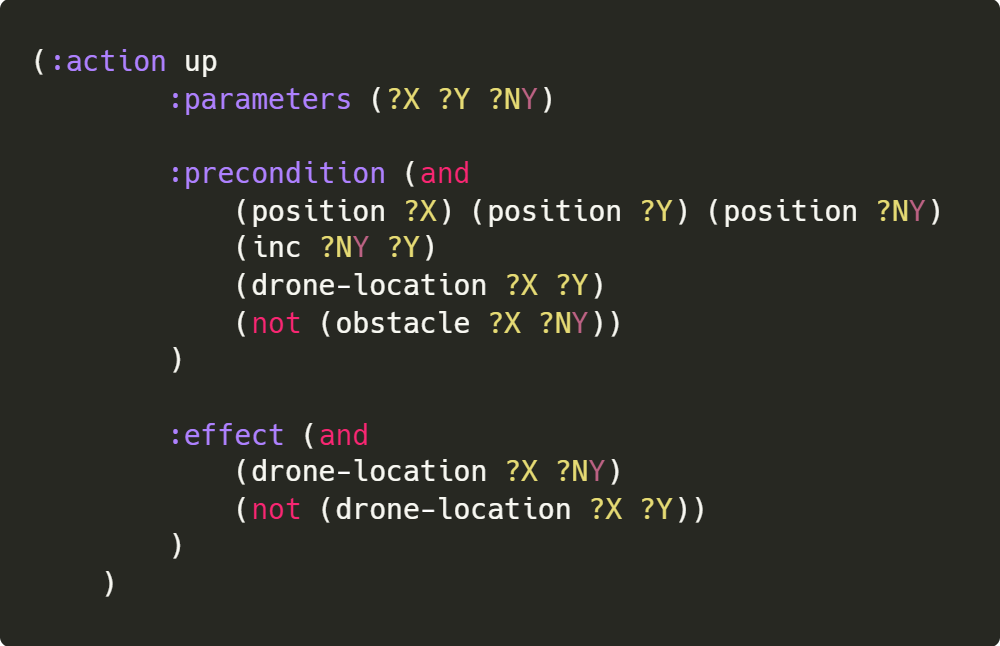 (:action up
:parameters (?X ?Y ?NY)
:precondition (and
(position ?X) (position ?Y) (position ?NY)
(inc ?NY ?Y)
(drone-location ?X ?Y)
(not (obstacle ?X ?NY))
)
:effect (and
(drone-location ?X ?NY)
(not (drone-location ?X ?Y))
)
)